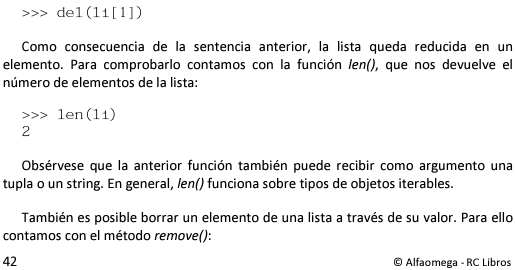 >>> del(li[1])
Como consecuencia de la sentencia anterior, la lista queda reducida en un
elemento. Para comprobarlo contamos con la función len(), que nos devuelve el
número de elementos de la lista:
>>> len(li)
2
Obsérvese que la anterior función también puede recibir como argumento una
tupla o un string. En general, len() funciona sobre tipos de objetos iterables.
También es posible borrar un elemento de una lista a través de su valor. Para ello
contamos con el método remove():
42 © Alfaomega - RC Libros